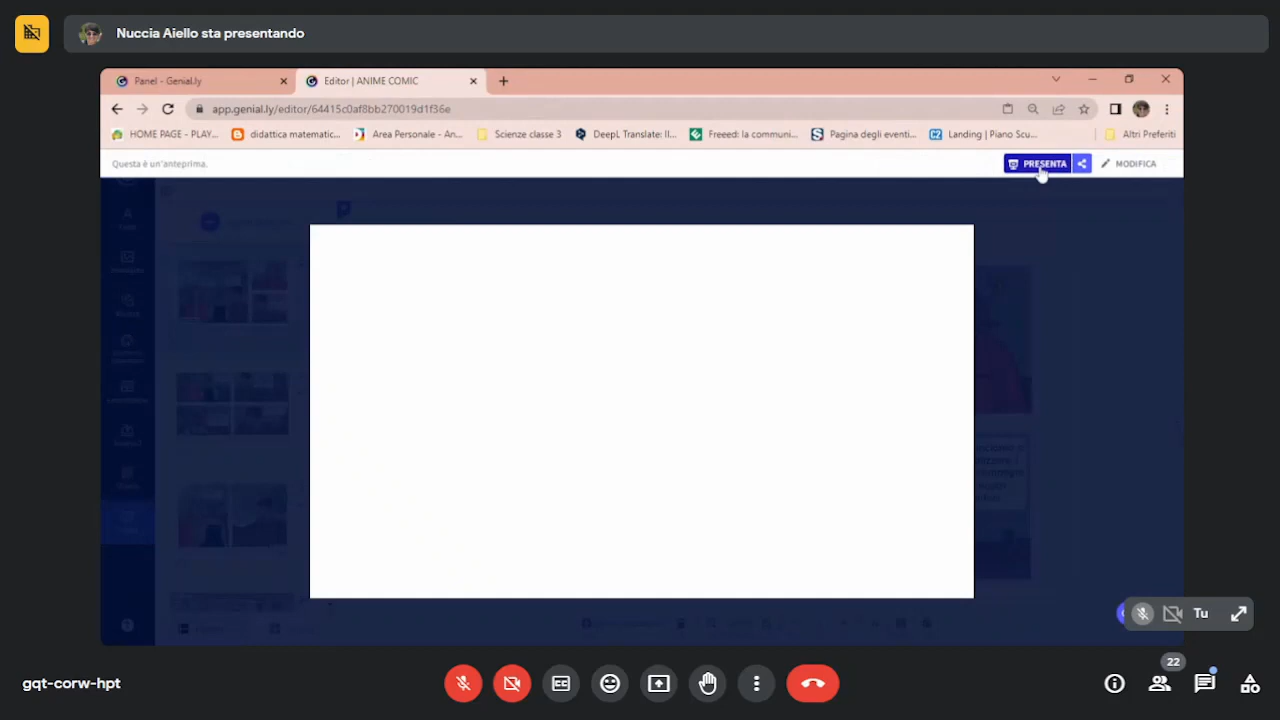 Nuccia Aiello sta presentando
Panel - Genial.ly
Editor | ANIME COMIC
app.genial.ly/editor/64415c0af8bb270019d1f36e
HOME PAGE - PLAY...
didattica matematic...
Area Personale - An...
Scienze classe 3
DeepL Translate: Il...
Freeed: la communi...
Pagina degli eventi...
Landing | Piano Scu...
Altri Preferiti
Questa è un'anteprima.
PRESENTA
MODIFICA
Tu
gqt-corw-hpt
22